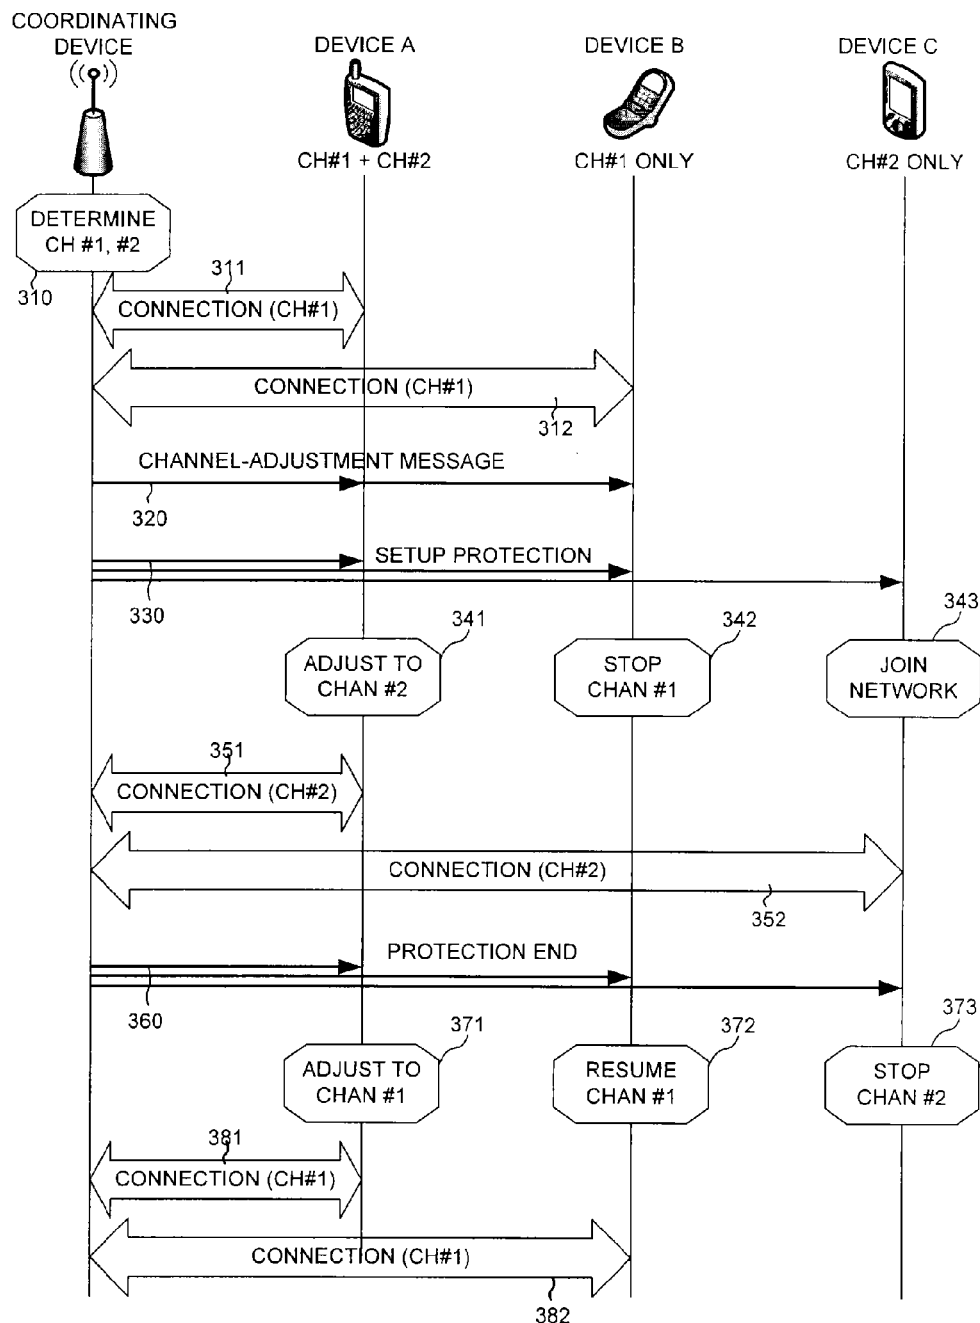 COORDINATING
DEVICE
DEVICE A
DEVICE B
DEVICE C
CH#1 + CH#2
CH#1 ONLY
CH#2 ONLY
DETERMINE
CH #1, #2
310
311
CONNECTION (CH#1)
CONNECTION (CH#1)
312
CHANNEL-ADJUSTMENT MESSAGE
320
SETUP PROTECTION
330
341
342
343
ADJUST TO
CHAN #2
STOP
CHAN #1
JOIN
NETWORK
351
CONNECTION (CH#2)
CONNECTION (CH#2)
352
PROTECTION END
360
371
372
373
ADJUST TO
CHAN #1
RESUME
CHAN #1
STOP
CHAN #2
381
CONNECTION (CH#1)
CONNECTION (CH#1)
382